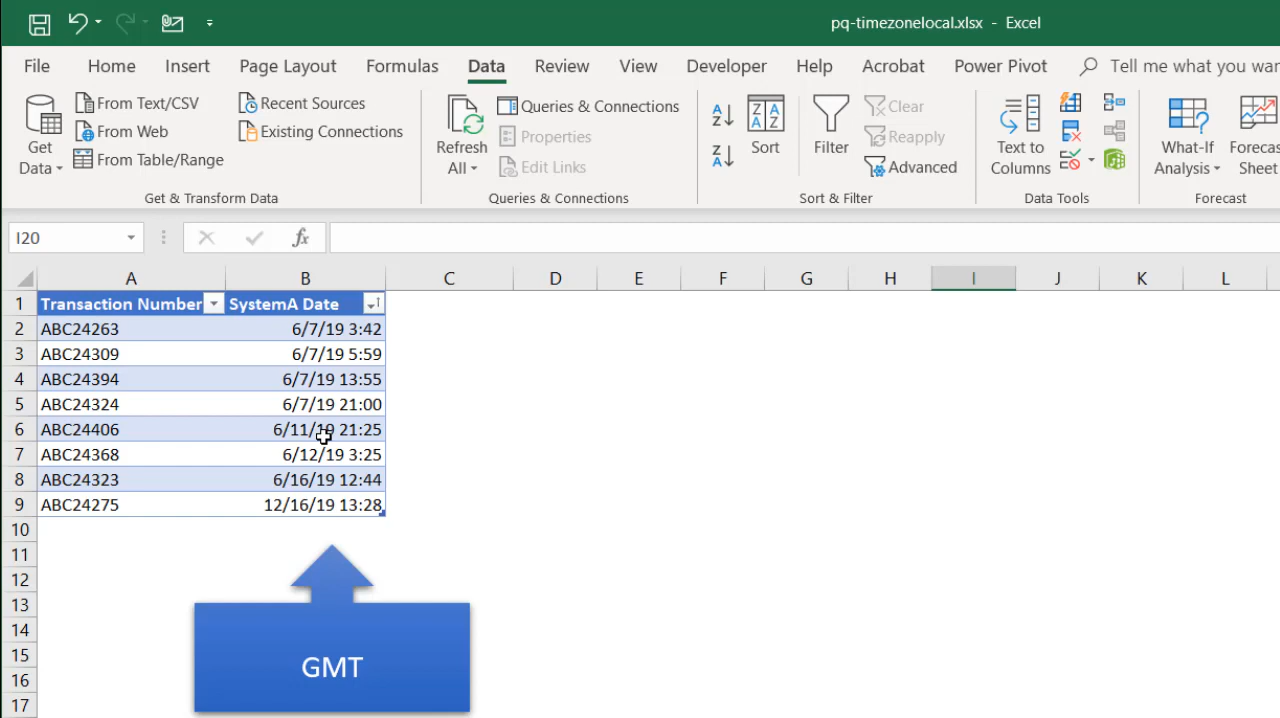 pq-timezonelocal.xlsx - Excel
File Home Insert Page Layout Formulas Data Review View Developer Help Acrobat Power Pivot Tell me what you war
Get Data
From Text/CSV
From Web
From Table/Range
Recent Sources
Existing Connections
Get & Transform Data
Refresh All
Queries & Connections
Properties
Edit Links
Queries & Connections
Sort
Filter
Clear
Reapply
Advanced
Sort & Filter
Text to Columns
Data Tools
What-If Analysis
Forecas
Sheet
Forecast
I20
fx
A B C D E F G H I J K L
1 Transaction Number SystemA Date
2 ABC24263 6/7/19 3:42
3 ABC24309 6/7/19 5:59
4 ABC24394 6/7/19 13:55
5 ABC24324 6/7/19 21:00
6 ABC24406 6/11/19 21:25
7 ABC24368 6/12/19 3:25
8 ABC24323 6/16/19 12:44
9 ABC24275 12/16/19 13:28
10
11
12
13
14
15
16
17
GMT